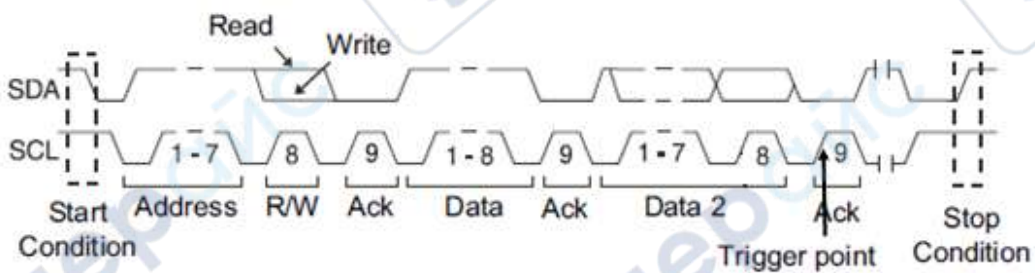 Read
Write
SDA
SCL
1 - 7 8 9 1 - 8 9 1 - 7 8 9
Start Condition
Address R/W Ack Data Ack Data 2 Ack
Stop Condition
Trigger point